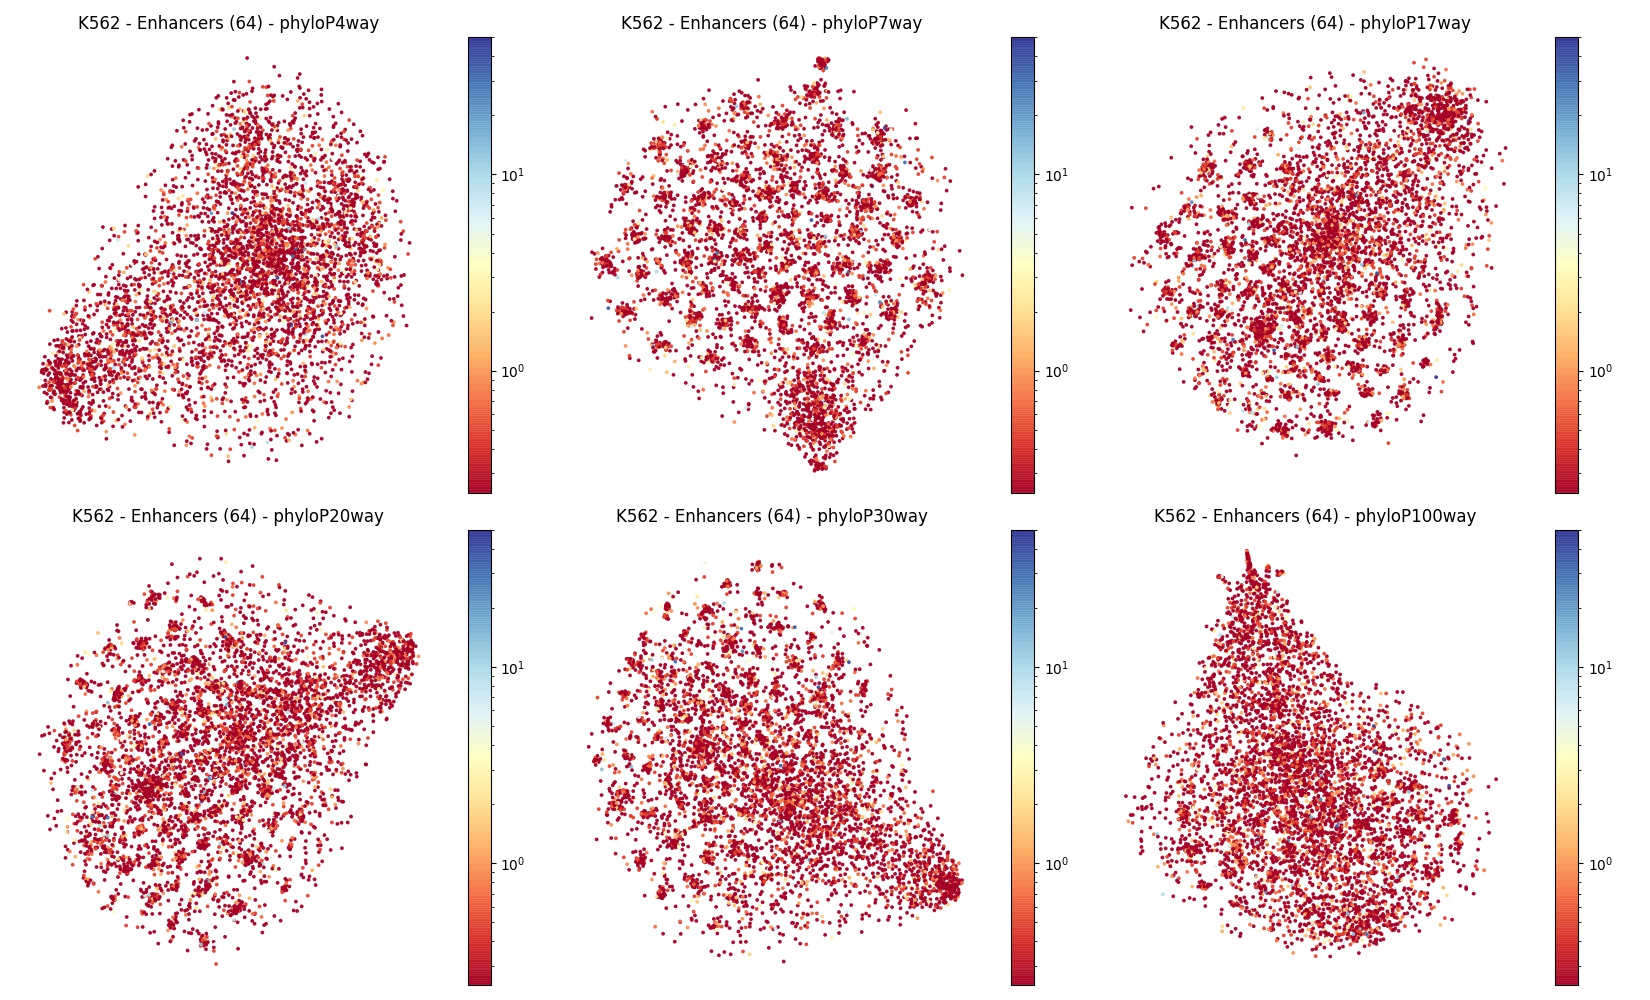 K562 - Enhancers (64) - phyloP4way
K562 - Enhancers (64) - phyloP7way
K562 - Enhancers (64) - phyloP17way
10¹
10⁰
10¹
10⁰
10¹
10⁰
K562 - Enhancers (64) - phyloP20way
K562 - Enhancers (64) - phyloP30way
K562 - Enhancers (64) - phyloP100way
10¹
10⁰
10¹
10⁰
10¹
10⁰